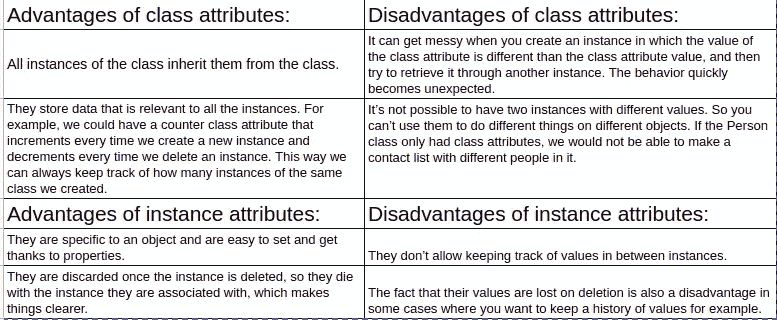 Advantages of class attributes:
Disadvantages of class attributes:
All instances of the class inherit them from the class.
It can get messy when you create an instance in which the value of
the class attribute is different than the class attribute value, and then
try to retrieve it through another instance. The behavior quickly
becomes unexpected.
They store data that is relevant to all the instances. For
example, we could have a counter class attribute that
increments every time we create a new instance and
decrements every time we delete an instance. This way we
can always keep track of how many instances of the same
class we created.
It’s not possible to have two instances with different values. So you
can’t use them to do different things on different objects. If the Person
class only had class attributes, we would not be able to make a
contact list with different people in it.
Advantages of instance attributes:
Disadvantages of instance attributes:
They are specific to an object and are easy to set and get
thanks to properties.
They don’t allow keeping track of values in between instances.
They are discarded once the instance is deleted, so they die
with the instance they are associated with, which makes
things clearer.
The fact that their values are lost on deletion is also a disadvantage in
some cases where you want to keep a history of values for example.